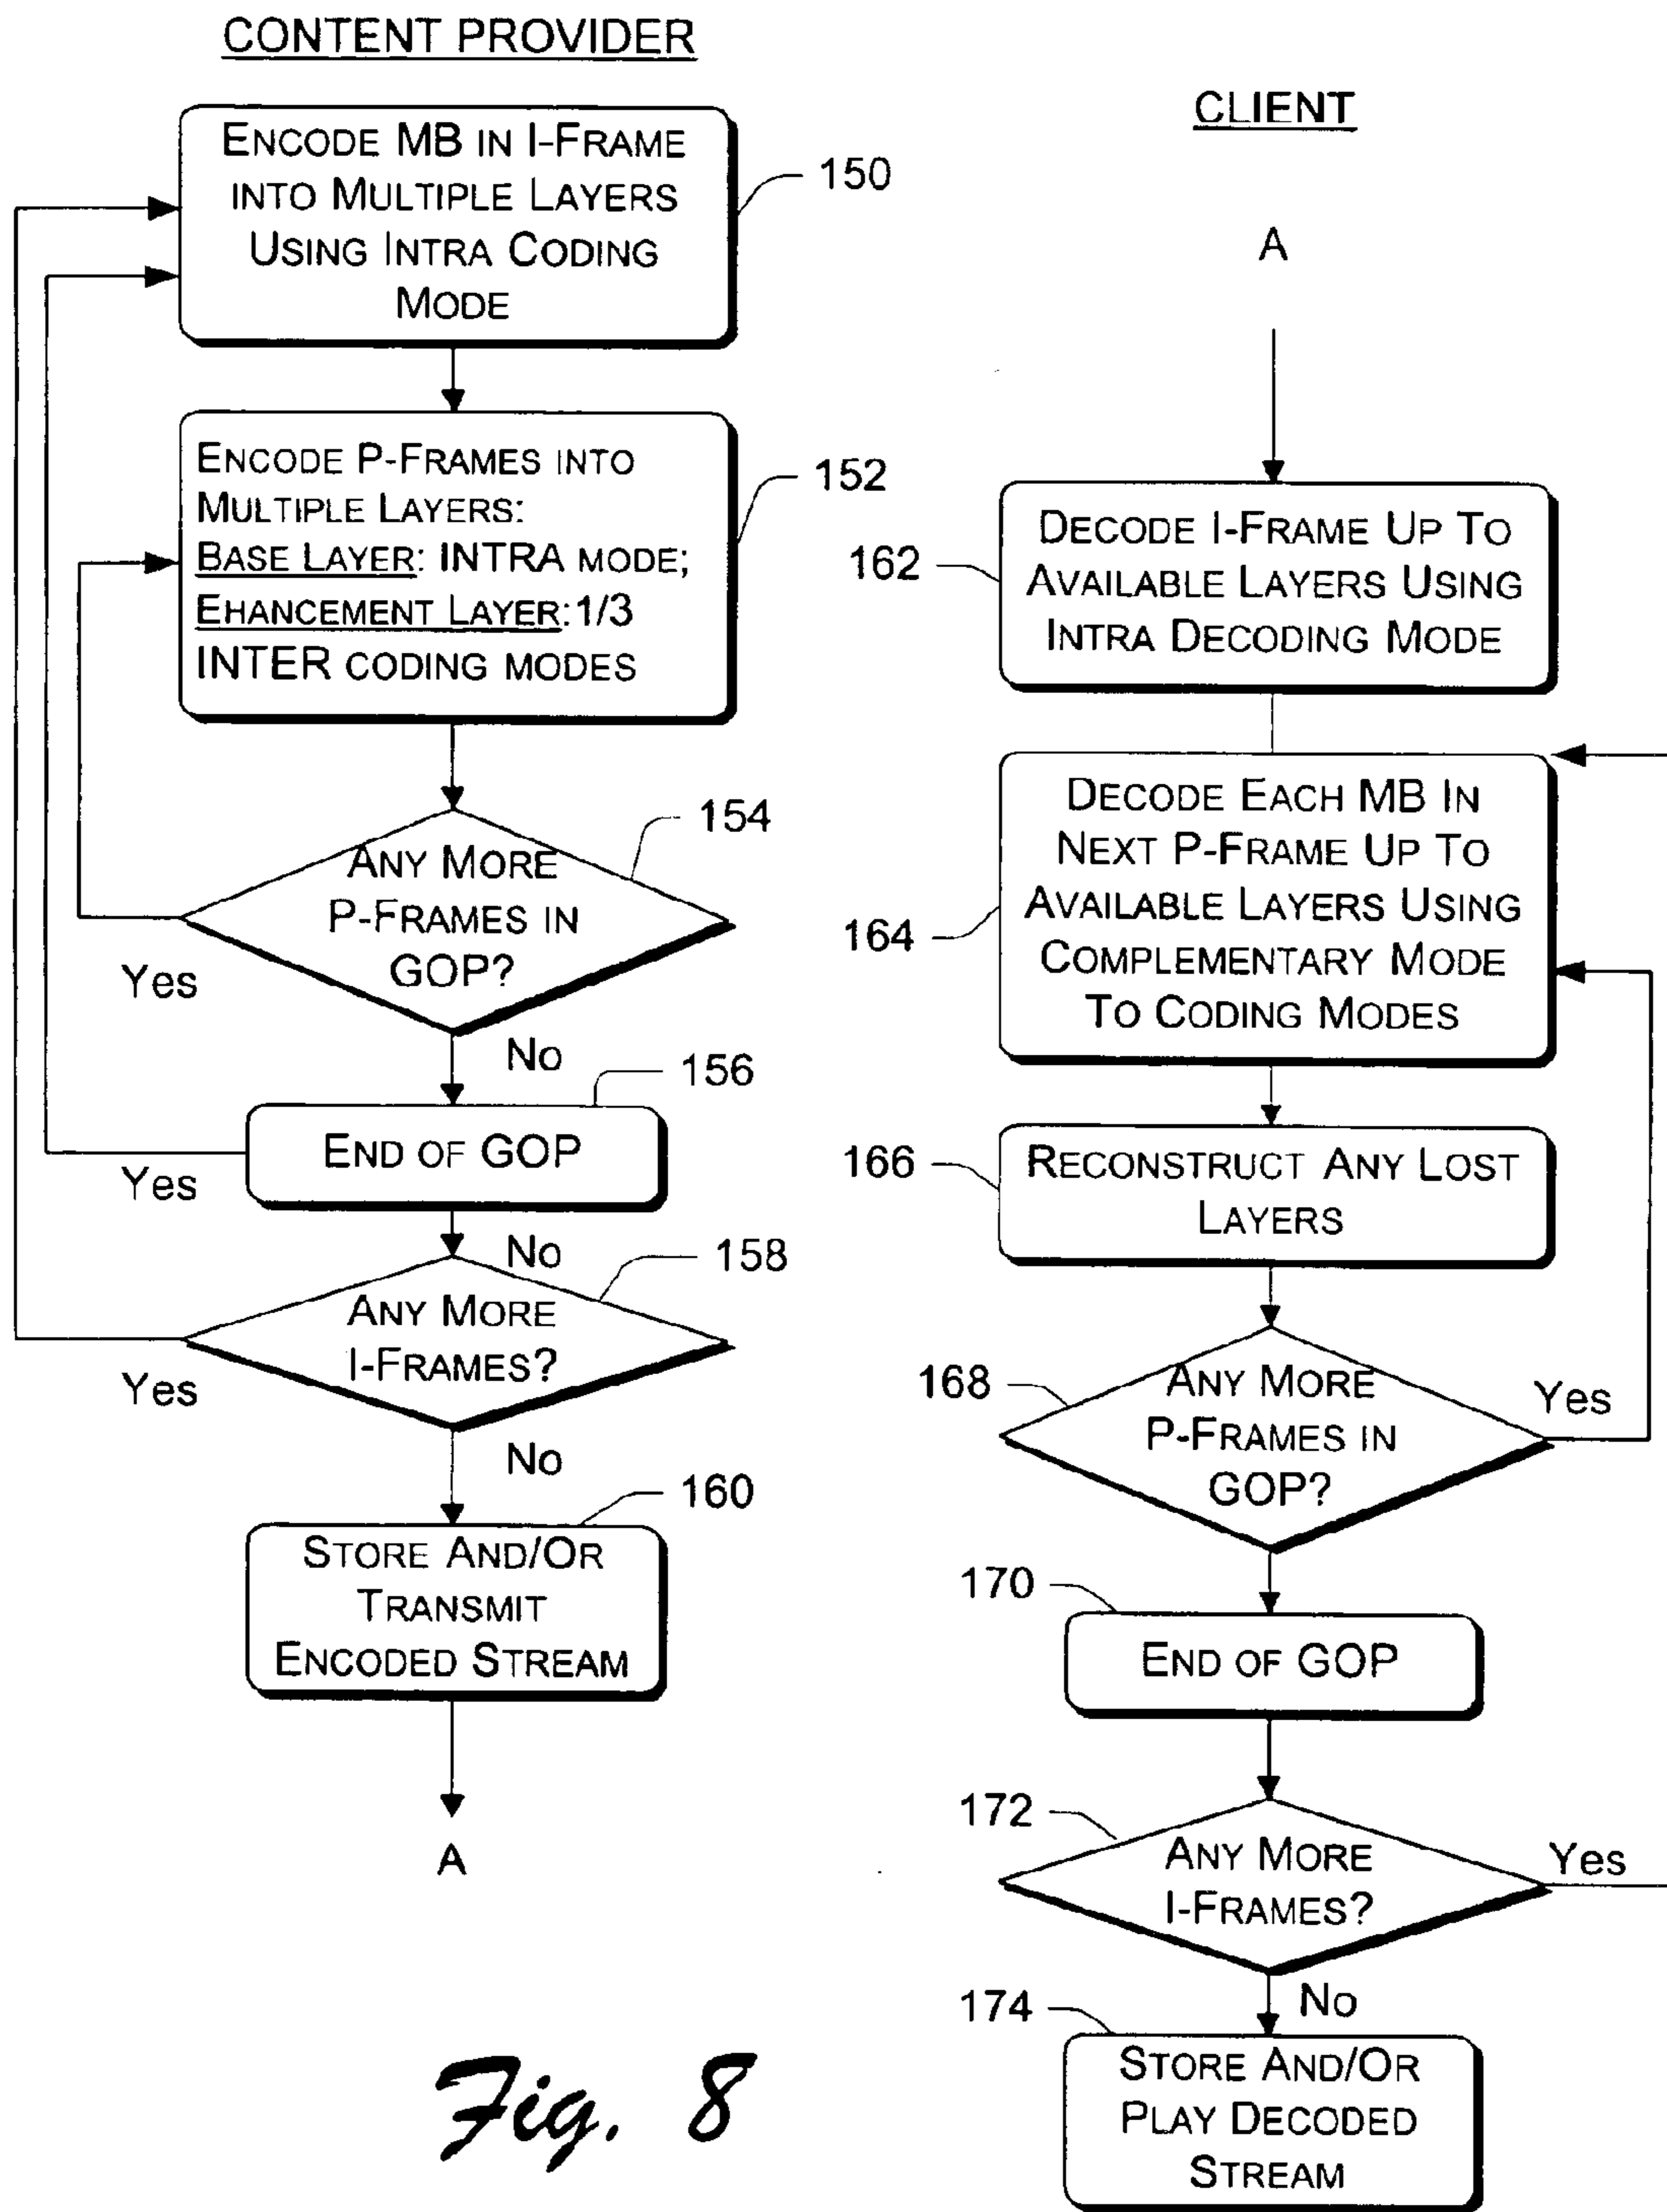 CONTENT PROVIDER
ENCODE MB IN I-FRAME
INTO MULTIPLE LAYERS
USING INTRA CODING
MODE
150
ENCODE P-FRAMES INTO
MULTIPLE LAYERS:
BASE LAYER: INTRA MODE;
EHANCEMENT LAYER:1/3
INTER CODING MODES
152
ANY MORE
P-FRAMES IN
GOP?
154
Yes
No
END OF GOP
156
Yes
No
ANY MORE
I-FRAMES?
158
Yes
No
STORE AND/OR
TRANSMIT
ENCODED STREAM
160
A
CLIENT
A
DECODE I-FRAME UP TO
AVAILABLE LAYERS USING
INTRA DECODING MODE
162
DECODE EACH MB IN
NEXT P-FRAME UP TO
AVAILABLE LAYERS USING
COMPLEMENTARY MODE
TO CODING MODES
164
RECONSTRUCT ANY LOST
LAYERS
166
ANY MORE
P-FRAMES IN
GOP?
168
Yes
END OF GOP
170
ANY MORE
I-FRAMES?
172
Yes
No
STORE AND/OR
PLAY DECODED
STREAM
174
Fig. 8